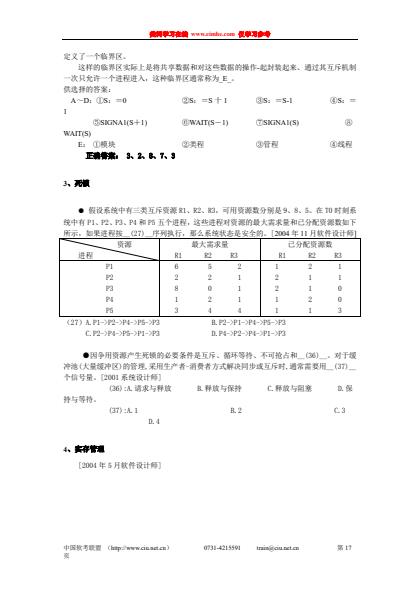 我们学习在线 www.cimhc.com 仅学习参考
定义了一个临界区。
这样的临界区实际上是将共享数据和对这些数据的操作-起封装起来、通过其互斥机制
一次只允许一个进程进入，这种临界区通常称为_E_。
供选择的答案：
A～D：①S：=0 ②S：=S 十 1 ③S：=S-1 ④S：=
1
⑤SIGNA1(S+1) ⑥WAIT(S－1) ⑦SIGNA1(S) ⑧
WAIT(S)
E：①模块 ②类程 ③管程 ④线程
正确答案： 3、2、8、7、3
3、死锁
● 假设系统中有三类互斥资源 R1、R2、R3，可用资源数分别是 9、8、5。在 T0 时刻系
统中有 P1、P2、P3、P4 和 P5 五个进程，这些进程对资源的最大需求量和已分配资源数如下
所示，如果进程按__(27)__序列执行，那么系统状态是安全的。[2004 年 11 月软件设计师]
资源 最大需求量 已分配资源数
进程 R1 R2 R3 R1 R2 R3
P1 6 5 2 1 2 1
P2 2 2 1 2 1 1
P3 8 0 1 2 1 0
P4 1 2 1 1 2 0
P5 3 4 4 1 1 3
（27）A.P1->P2->P4->P5->P3 B.P2->P1->P4->P5->P3
C.P2->P4->P5->P1->P3 D.P4->P2->P4->P5->P3
●因争用资源产生死锁的必要条件是互斥、循环等待、不可抢占和__(36)__。对于缓
冲池(大量缓冲区)的管理,采用生产者-消费者方式解决同步或互斥时,通常需要用__(37)__
个信号量。[2001 系统设计师]
(36):A.请求与释放 B.释放与保持 C.释放与阻塞 D.保
持与等待。
(37):A.1 B.2 C.3
D.4
4、实存管理
[2004 年 5 月软件设计师]
中国软考联盟 （http://www.ciu.net.cn） 0731-4215591 train@ciu.net.cn 第 17
页